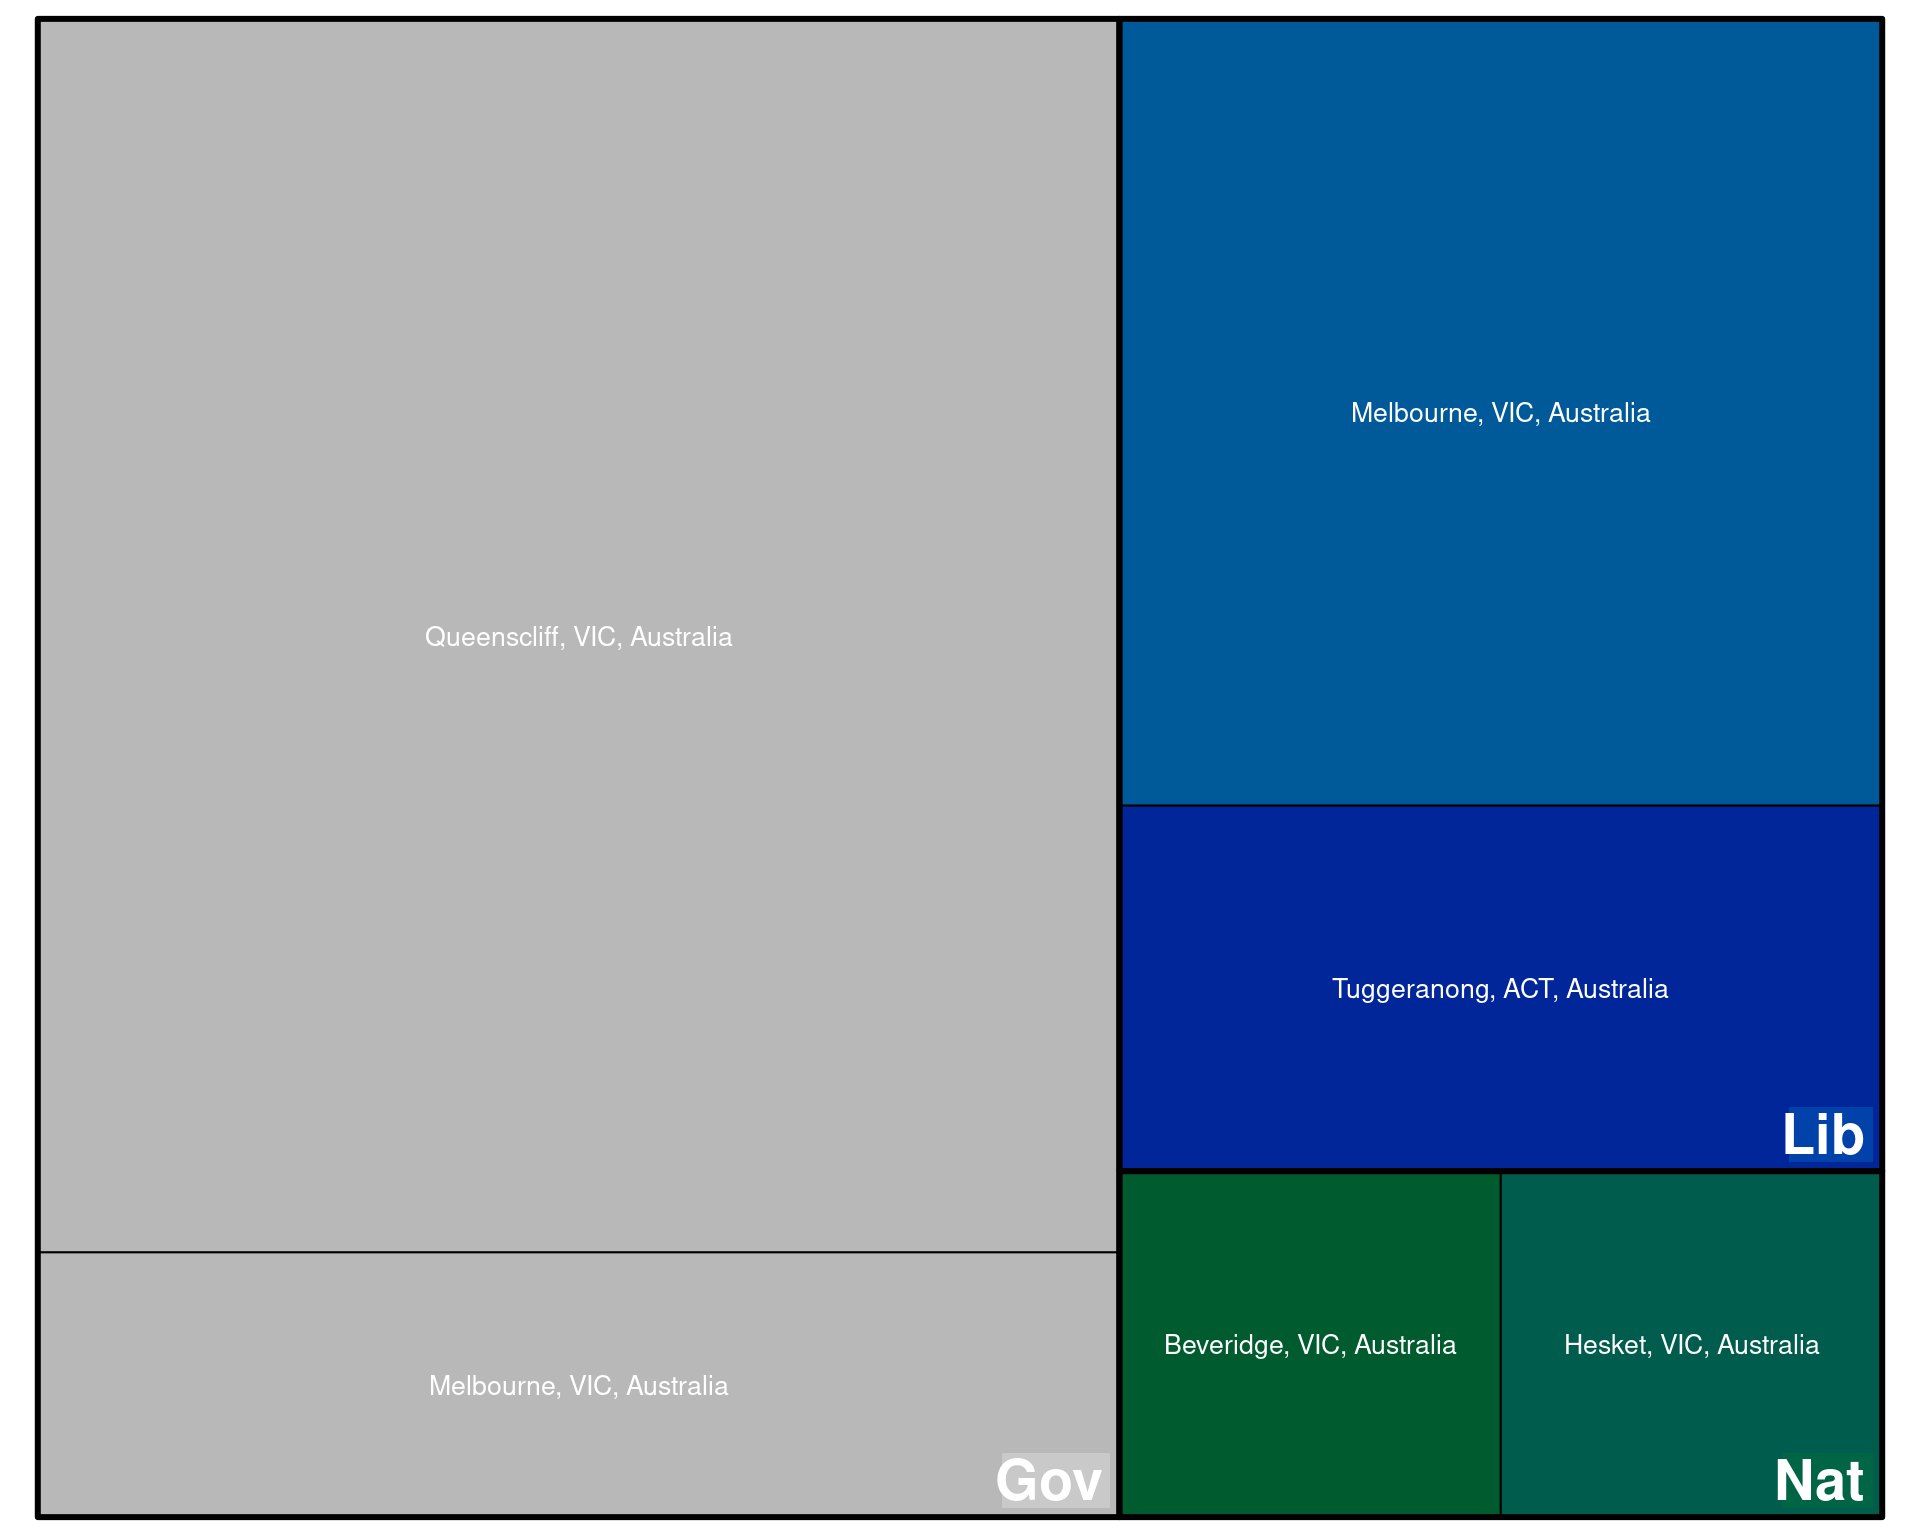 Queenscliff, VIC, Australia
Melbourne, VIC, Australia
Gov
Melbourne, VIC, Australia
Tuggeranong, ACT, Australia
Lib
Beveridge, VIC, Australia
Hesket, VIC, Australia
Nat